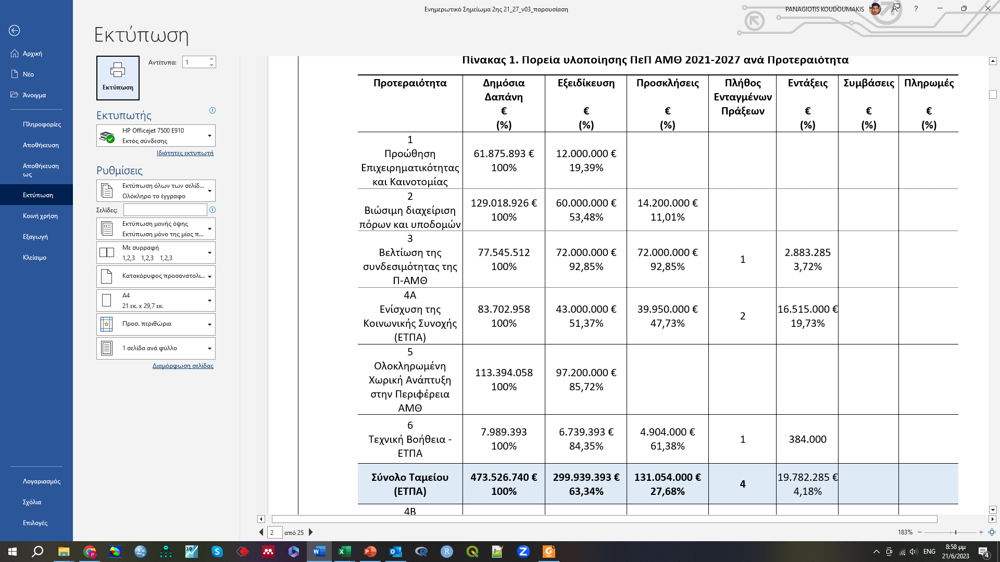 Ενημερωτικό Σημείωμα 2ης 21_27_v03_παρουσίαση
PANAGIOTIS KOUDOUMAKIS
?
Αρχική
Νέο
Άνοιγμα
Πληροφορίες
Αποθήκευση
Αποθήκευση
ως
Εκτύπωση
Κοινή χρήση
Εξαγωγή
Κλείσιμο
Λογαριασμός
Σχόλια
Επιλογές
Εκτύπωση
Εκτύπωση
Αντίτυπα: 1
Εκτυπωτής
HP Officejet 7500 E910
Εκτός σύνδεσης
Ιδιότητες εκτυπωτή
Ρυθμίσεις
Εκτύπωση όλων των σελίδ...
Ολόκληρο το έγγραφο
Σελίδες:
Εκτύπωση μονής όψης
Εκτύπωση μόνο της μίας π...
Με συρραφή
1,2,3 1,2,3 1,2,3
Κατακόρυφος προσανατολι...
A4
21 εκ. x 29,7 εκ.
Προσ. περιθώρια
1 σελίδα ανά φύλλο
Διαμόρφωση σελίδας
Πίνακας 1. Πορεία υλοποίησης ΠεΠ ΑΜΘ 2021-2027 ανά Προτεραιότητα
Προτεραιότητα Δημόσια Εξειδίκευση Προσκλήσεις Πλήθος Εντάξεις Συμβάσεις Πληρωμές
Δαπάνη Ενταγμένων
€ € € Πράξεων € € €
(%) (%) (%) (%) (%) (%)
1
Προώθηση 61.875.893 € 12.000.000 €
Επιχειρηματικότητας 100% 19,39%
και Καινοτομίας
2
129.018.926 € 60.000.000 € 14.200.000 €
Βιώσιμη διαχείριση 100% 53,48% 11,01%
πόρων και υποδομών
3
Βελτίωση της 77.545.512 72.000.000 € 72.000.000 € 1 2.883.285
συνδεσιμότητας της 100% 92,85% 92,85% 3,72%
Π-ΑΜΘ
4Α
Ενίσχυση της 83.702.958 43.000.000 € 39.950.000 € 2 16.515.000 €
Κοινωνικής Συνοχής 100% 51,37% 47,73% 19,73%
(ΕΤΠΑ)
5
Ολοκληρωμένη 113.394.058 97.200.000 €
Χωρική Ανάπτυξη 100% 85,72%
στην Περιφέρεια
ΑΜΘ
6
7.989.393 6.739.393 € 4.904.000 €
Τεχνική Βοήθεια - 1 384.000
100% 84,35% 61,38%
ΕΤΠΑ
Σύνολο Ταμείου 473.526.740 € 299.939.393 € 131.054.000 € 4 19.782.285 €
(ΕΤΠΑ) 100% 63,34% 27,68% 4,18%
4Β
2 από 25
183%
ENG
8:58 μμ
21/6/2023
4